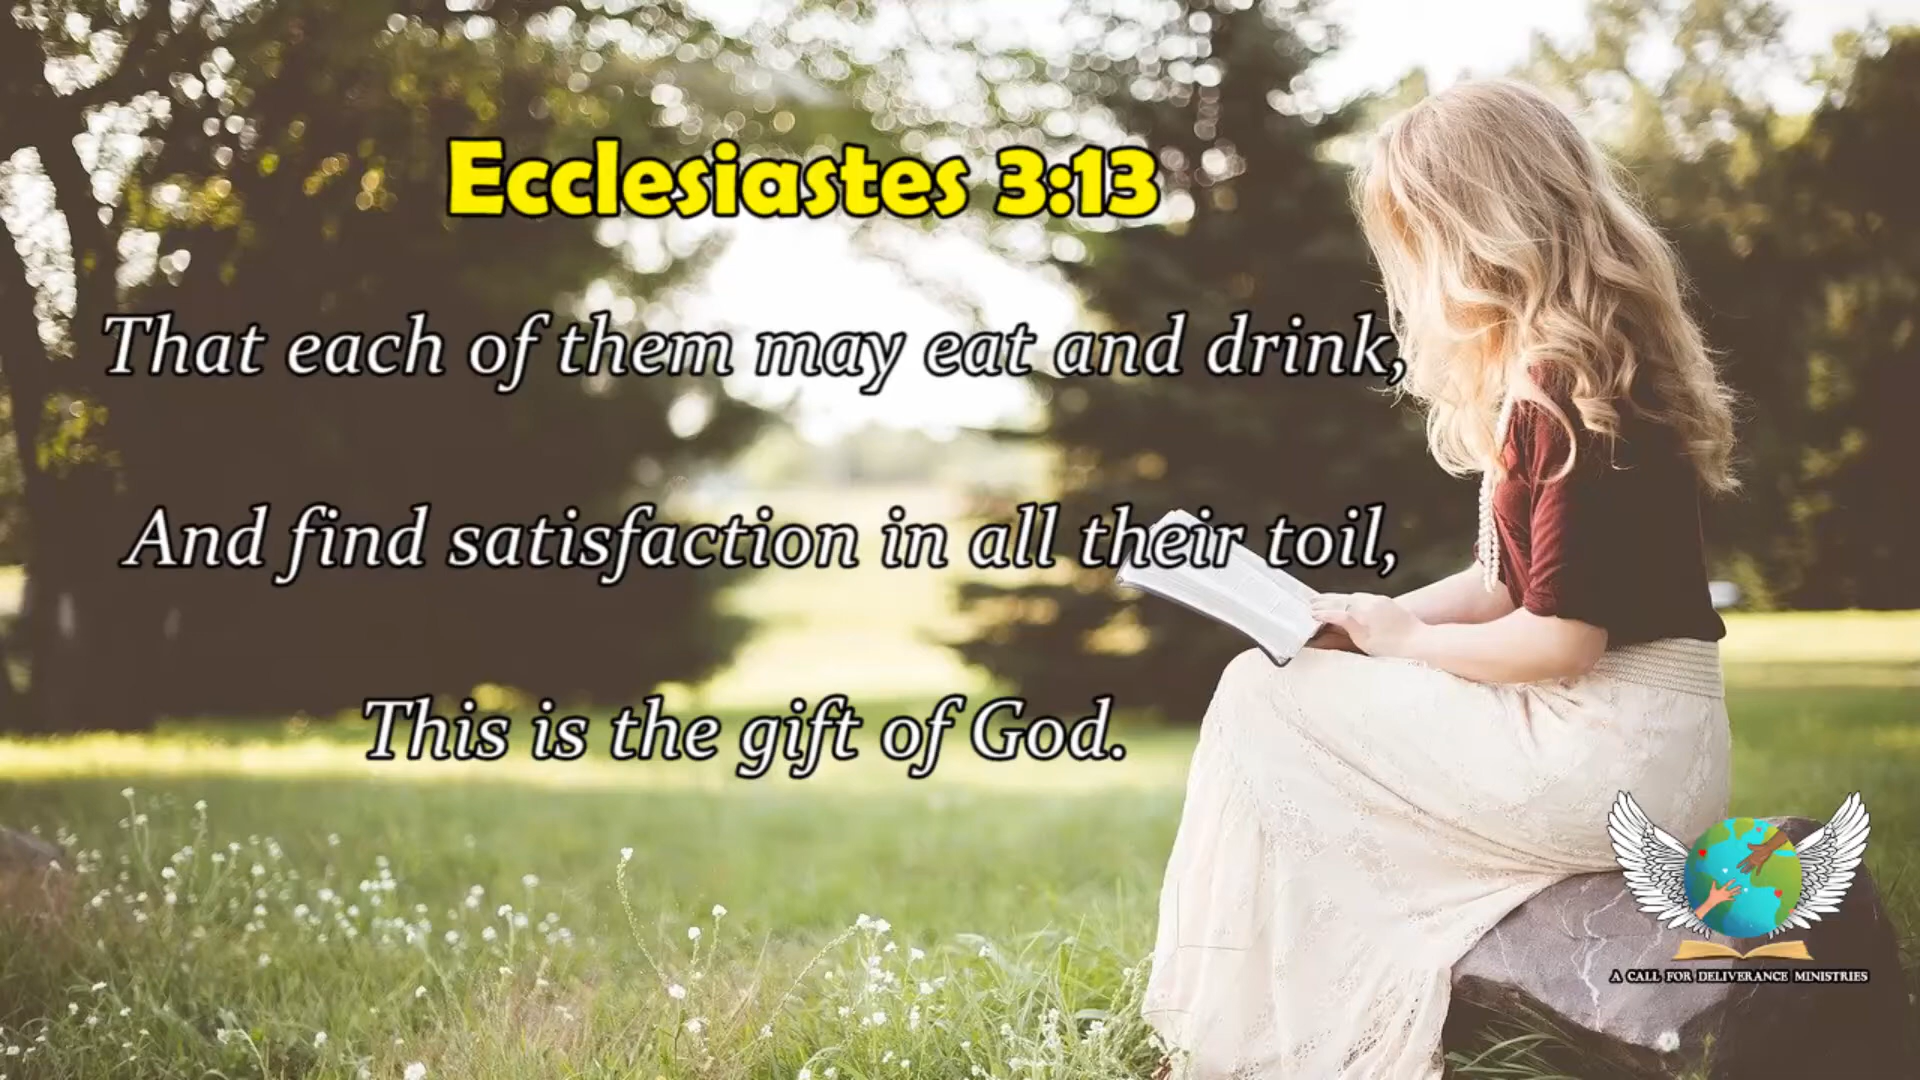 Ecclesiastes 3:13
That each of them may eat and drink,
And find satisfaction in all their toil,
This is the gift of God.
A CALL FOR DELIVERANCE MINISTRIES